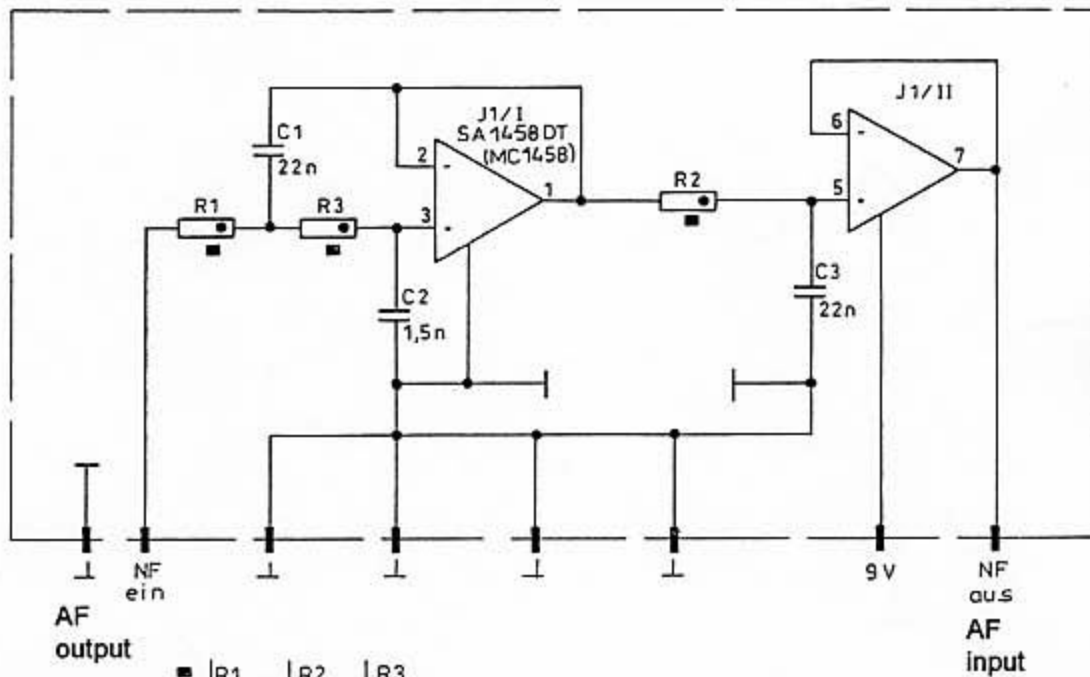 J1/I
SA1458DT
(MC1458)
J1/II
C1
22n
2
-
3
1
R1
R3
R2
6
-
5
7
C2
1,5n
C3
22n
NF
ein
9V
NF
aus
AF
output
AF
input
R1 R2 R3